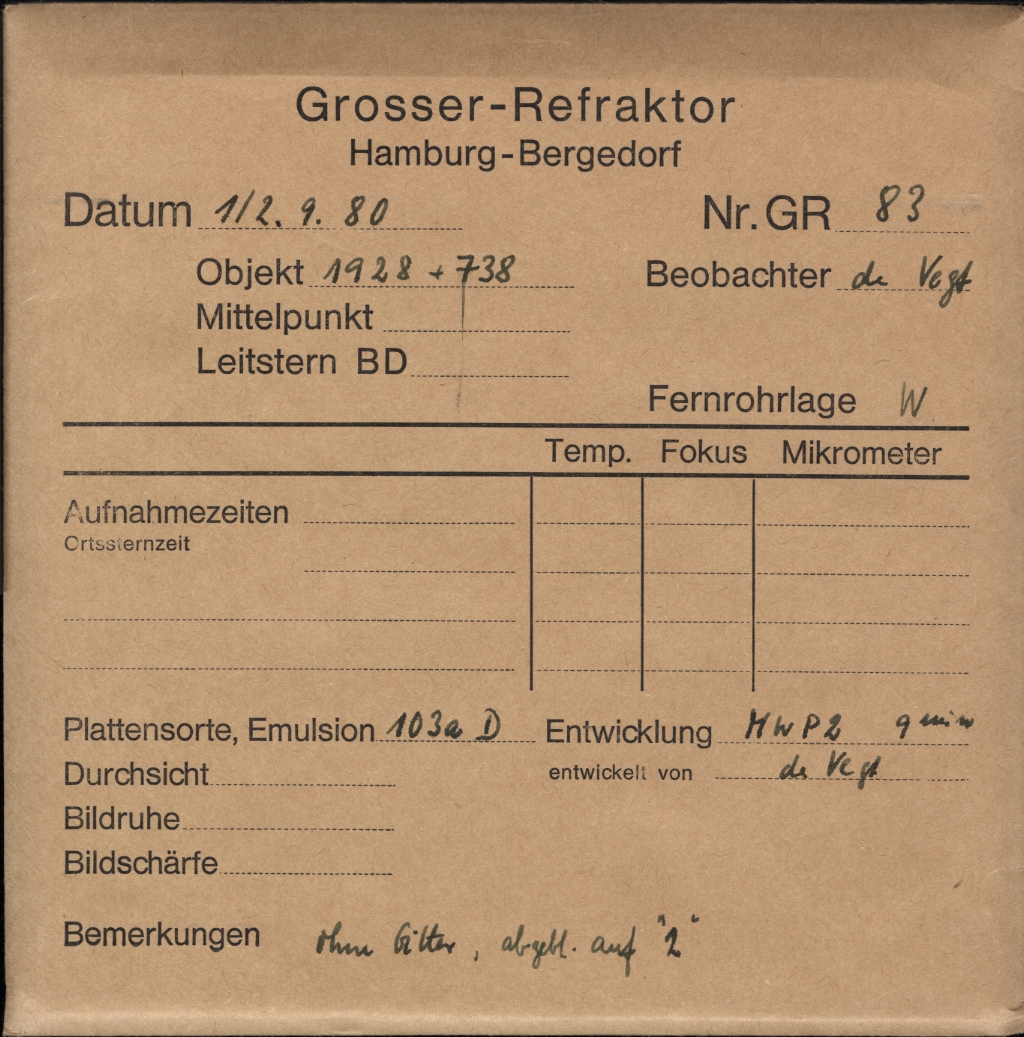 Grosser-Refraktor
Hamburg-Bergedorf
Datum 1/2. 9. 80 Nr. GR 83
Objekt 1928 + 738 Beobachter de Vegt
Mittelpunkt
Leitstern BD
Fernrohrlage W
Temp. Fokus Mikrometer
Aufnahmezeiten
Ortssternzeit
Plattensorte, Emulsion 103a D Entwicklung MWP2 9 min
Durchsicht entwickelt von de Vegt
Bildruhe
Bildschärfe
Bemerkungen ohne Gitter, abgebl. auf "2"